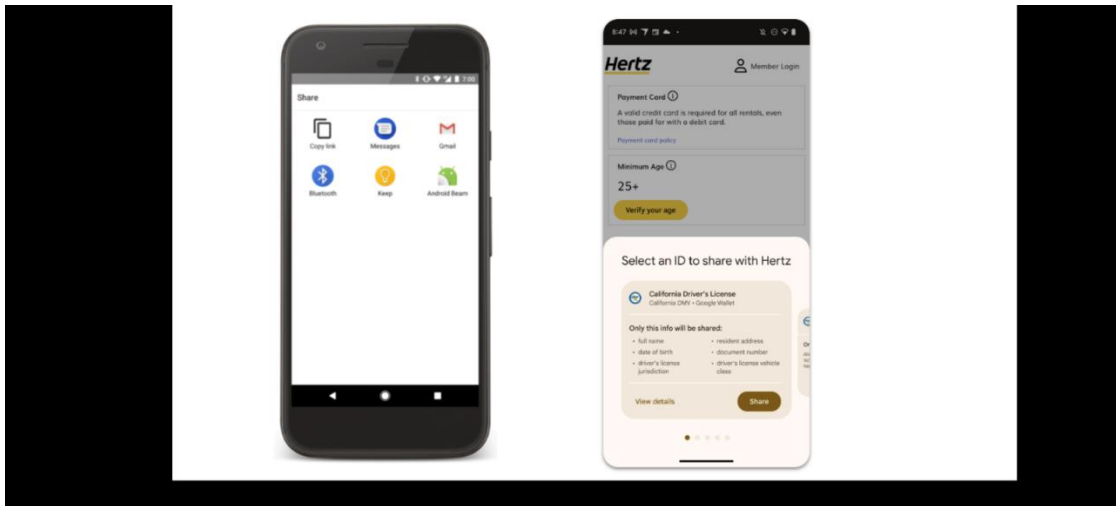 7:00
Share
Copy link
Messages
Gmail
Bluetooth
Keep
Android Beam
8:47
Hertz
Member Login
Payment Card
A valid credit card is required for all rentals, even
those paid for with a debit card.
Payment card policy
Minimum Age
25+
Verify your age
Select an ID to share with Hertz
California Driver's License
California DMV • Google Wallet
Only this info will be shared:
• full name
• date of birth
• driver's license
jurisdiction
• resident address
• document number
• driver's license vehicle
class
View details
Share